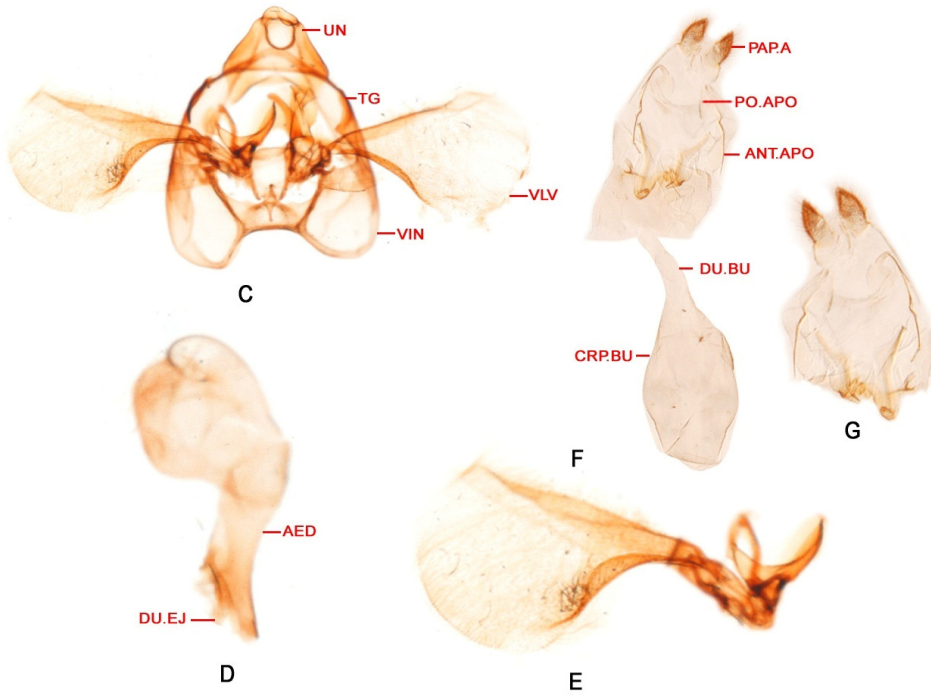 UN
TG
VLV
VIN
C
PAP.A
PO.APO
ANT.APO
DU.BU
CRP.BU
F
G
AED
DU.EJ
D
E